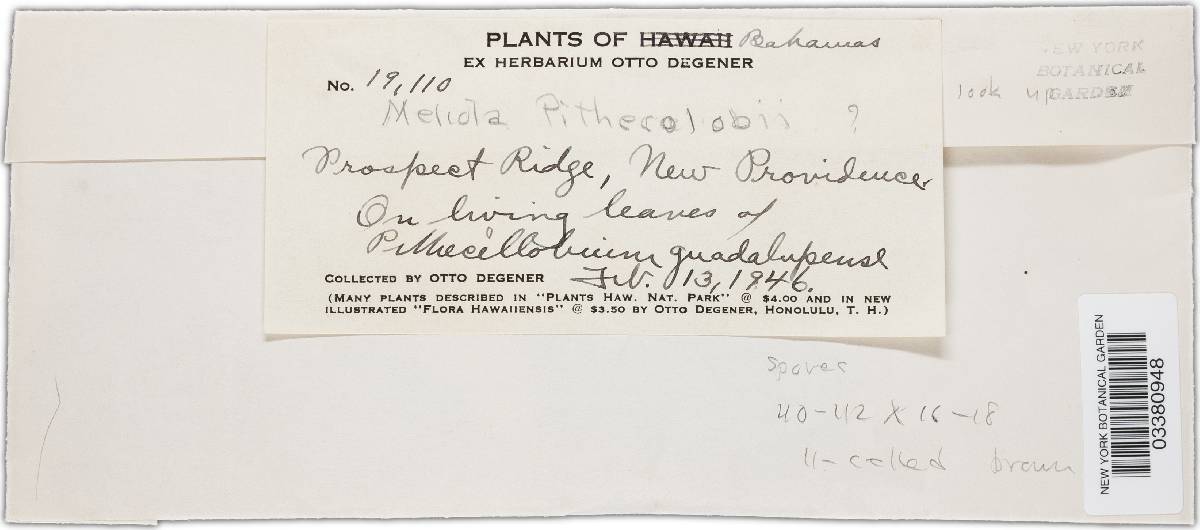 PLANTS OF HAWAII Bahamas
EX HERBARIUM OTTO DEGENER
No. 19,110
Meliola Pithecolobii ?
Prospect Ridge, New Providence.
On living leaves of
Pithecellobium guadalupense
COLLECTED BY OTTO DEGENER Feb. 13, 1946.
(MANY PLANTS DESCRIBED IN "PLANTS HAW. NAT. PARK" @ $4.00 AND IN NEW
ILLUSTRATED "FLORA HAWAIIENSIS" @ $3.50 BY OTTO DEGENER, HONOLULU, T. H.)
NEW YORK
BOTANICAL
GARDEN
look up
spores
40-42 X 16-18
4-celled brown
NEW YORK BOTANICAL GARDEN
03380948